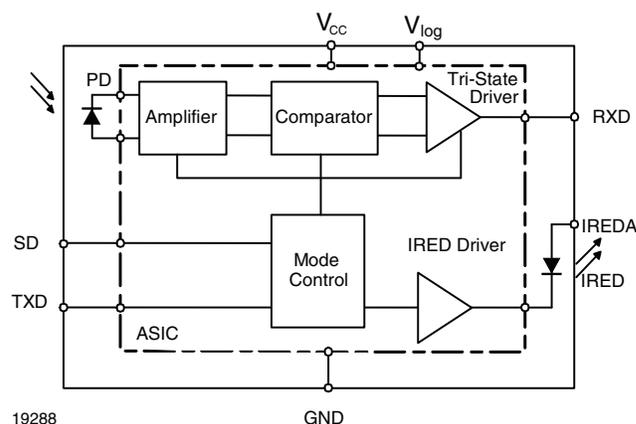 Vcc
Vlog
PD
Tri-State
Driver
Amplifier
Comparator
RXD
IREDA
SD
IRED Driver
Mode
Control
IRED
TXD
ASIC
19288
GND